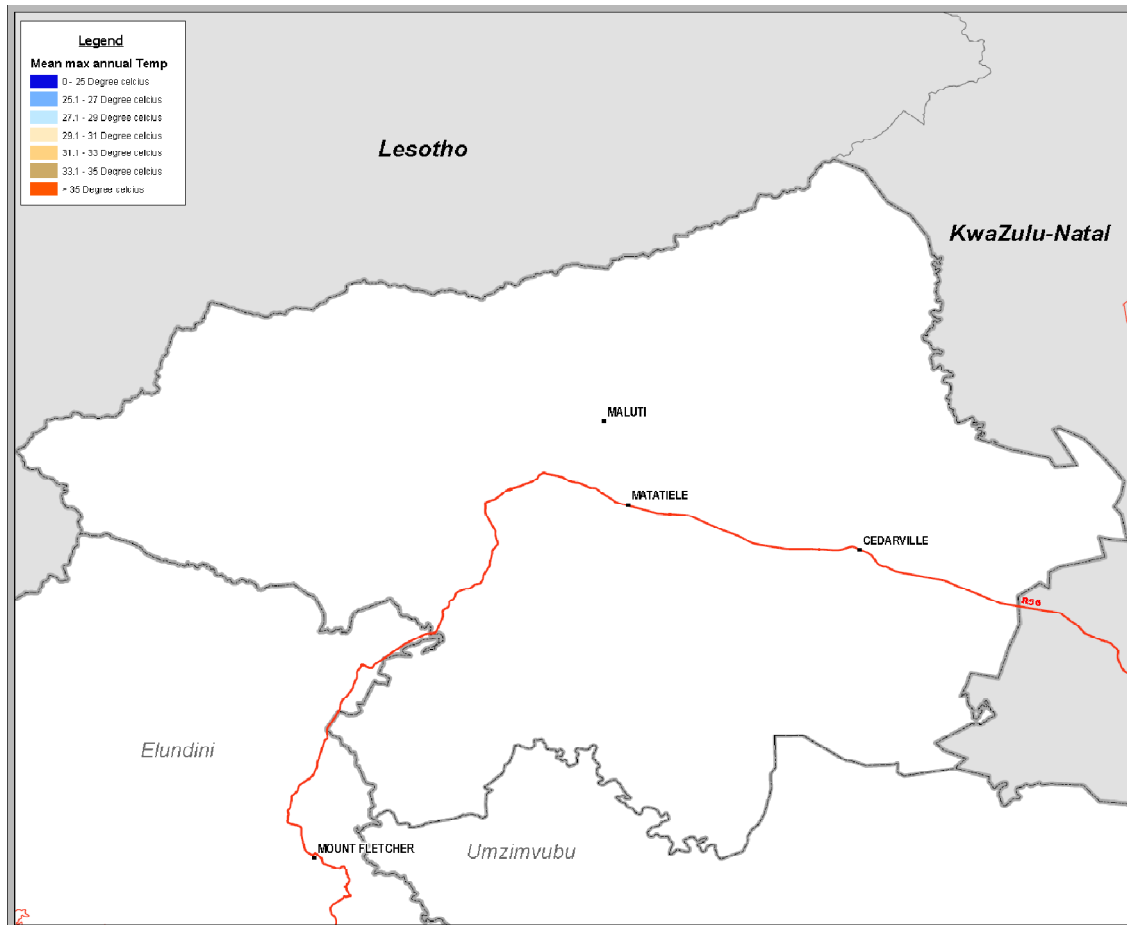 Legend
Mean max annual Temp
0 - 25 Degree celcius
25.1 - 27 Degree celcius
27.1 - 29 Degree celcius
29.1 - 31 Degree celcius
31.1 - 33 Degree celcius
33.1 - 35 Degree celcius
> 35 Degree celcius
Lesotho
KwaZulu-Natal
MALUTI
MATATIELE
CEDARVILLE
R56
Elundini
MOUNT FLETCHER
Umzimvubu